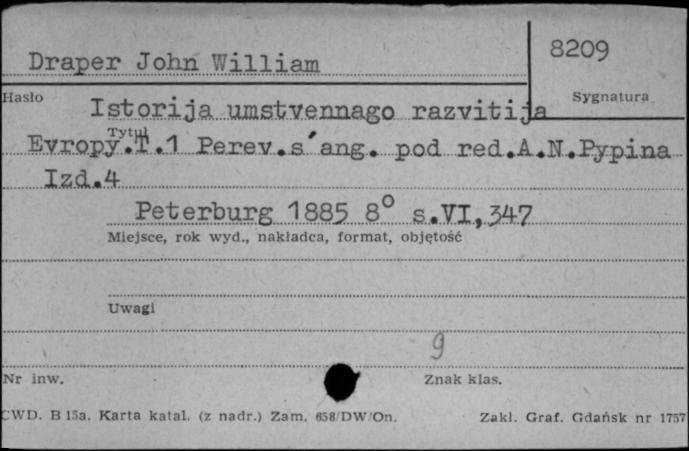 8209
Draper John William
Hasło
Sygnatura
Istorija umstvennago razvitija
Tytuł
Evropy.T.1 Perev.s'ang. pod red.A.N.Pypina
Izd.4
Peterburg 1885 8° s.VI,347
Miejsce, rok wyd., nakładca, format, objętość
Uwagi
9
Nr inw.
Znak klas.
CWD. B 15a. Karta katal. (z nadr.) Zam. 658/DW/On.
Zakl. Graf. Gdańsk nr 1757